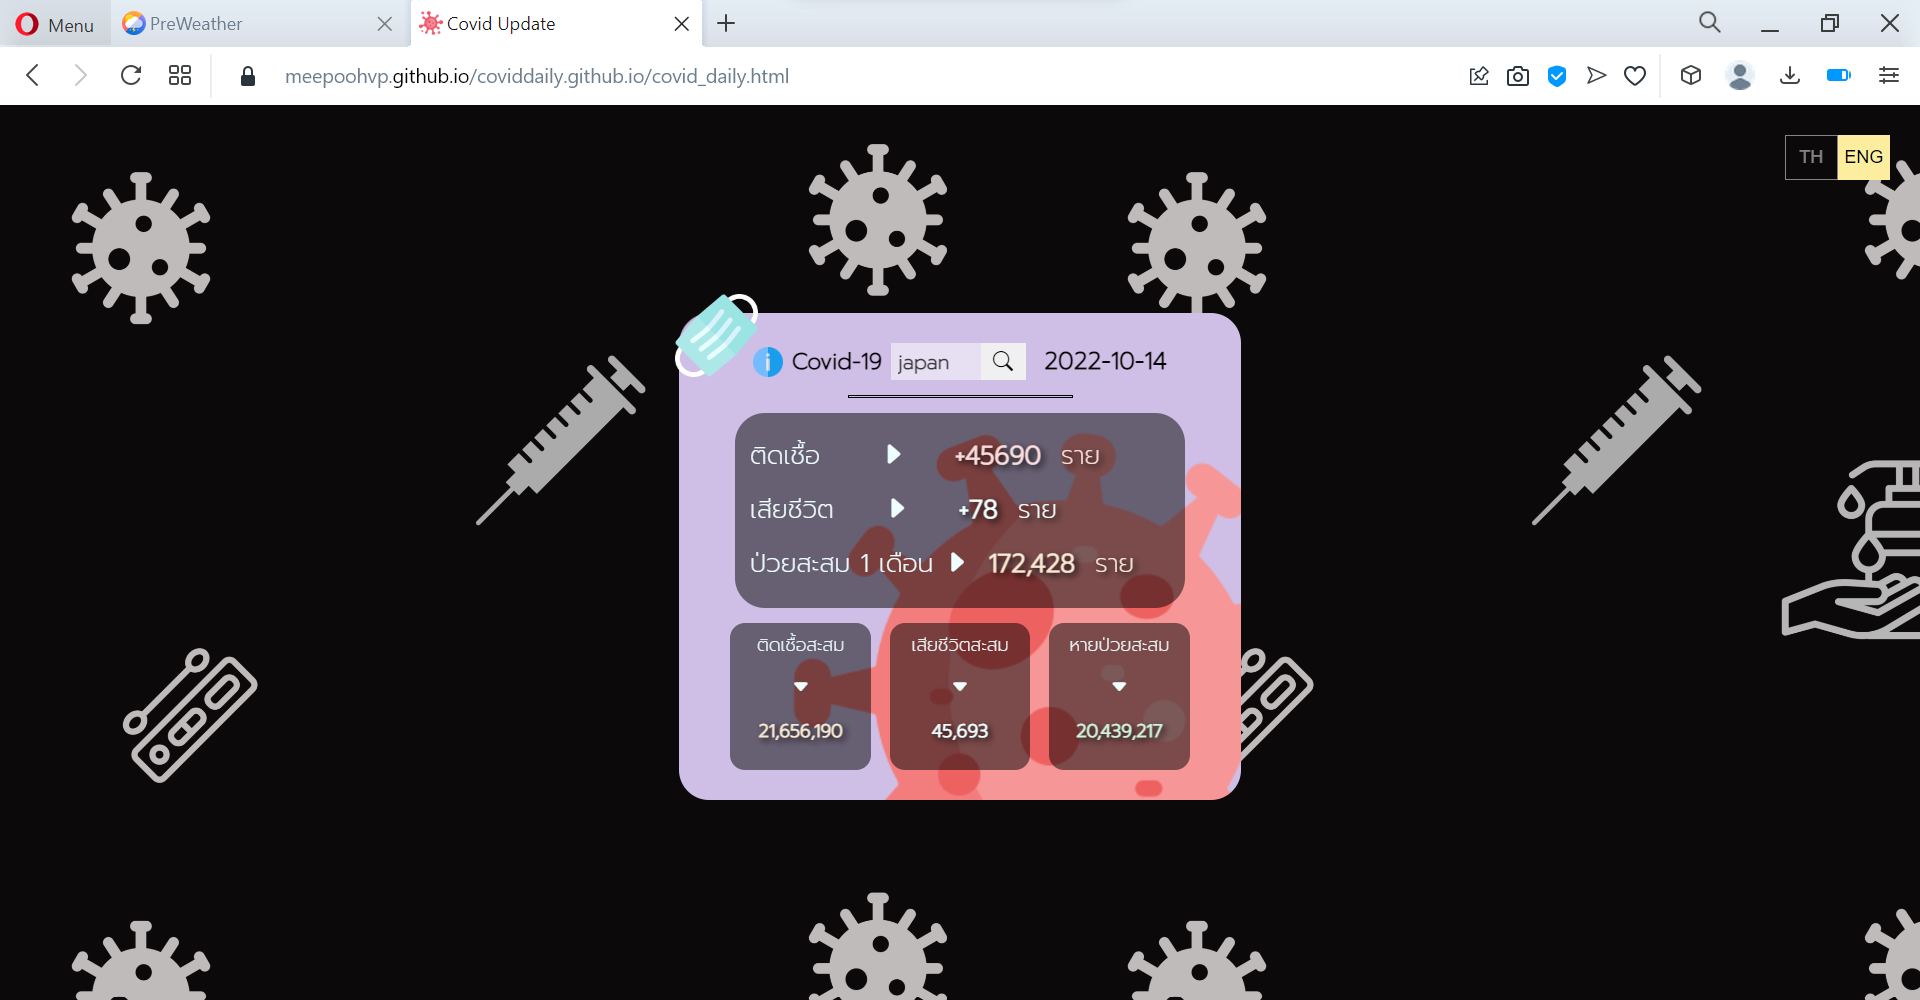 Menu
PreWeather
Covid Update
meepoohvp.github.io/coviddaily.github.io/covid_daily.html
TH ENG
Covid-19 japan 2022-10-14
ติดเชื้อ +45690 ราย
เสียชีวิต +78 ราย
ป่วยสะสม 1 เดือน 172,428 ราย
ติดเชื้อสะสม
21,656,190
เสียชีวิตสะสม
45,693
หายป่วยสะสม
20,439,217